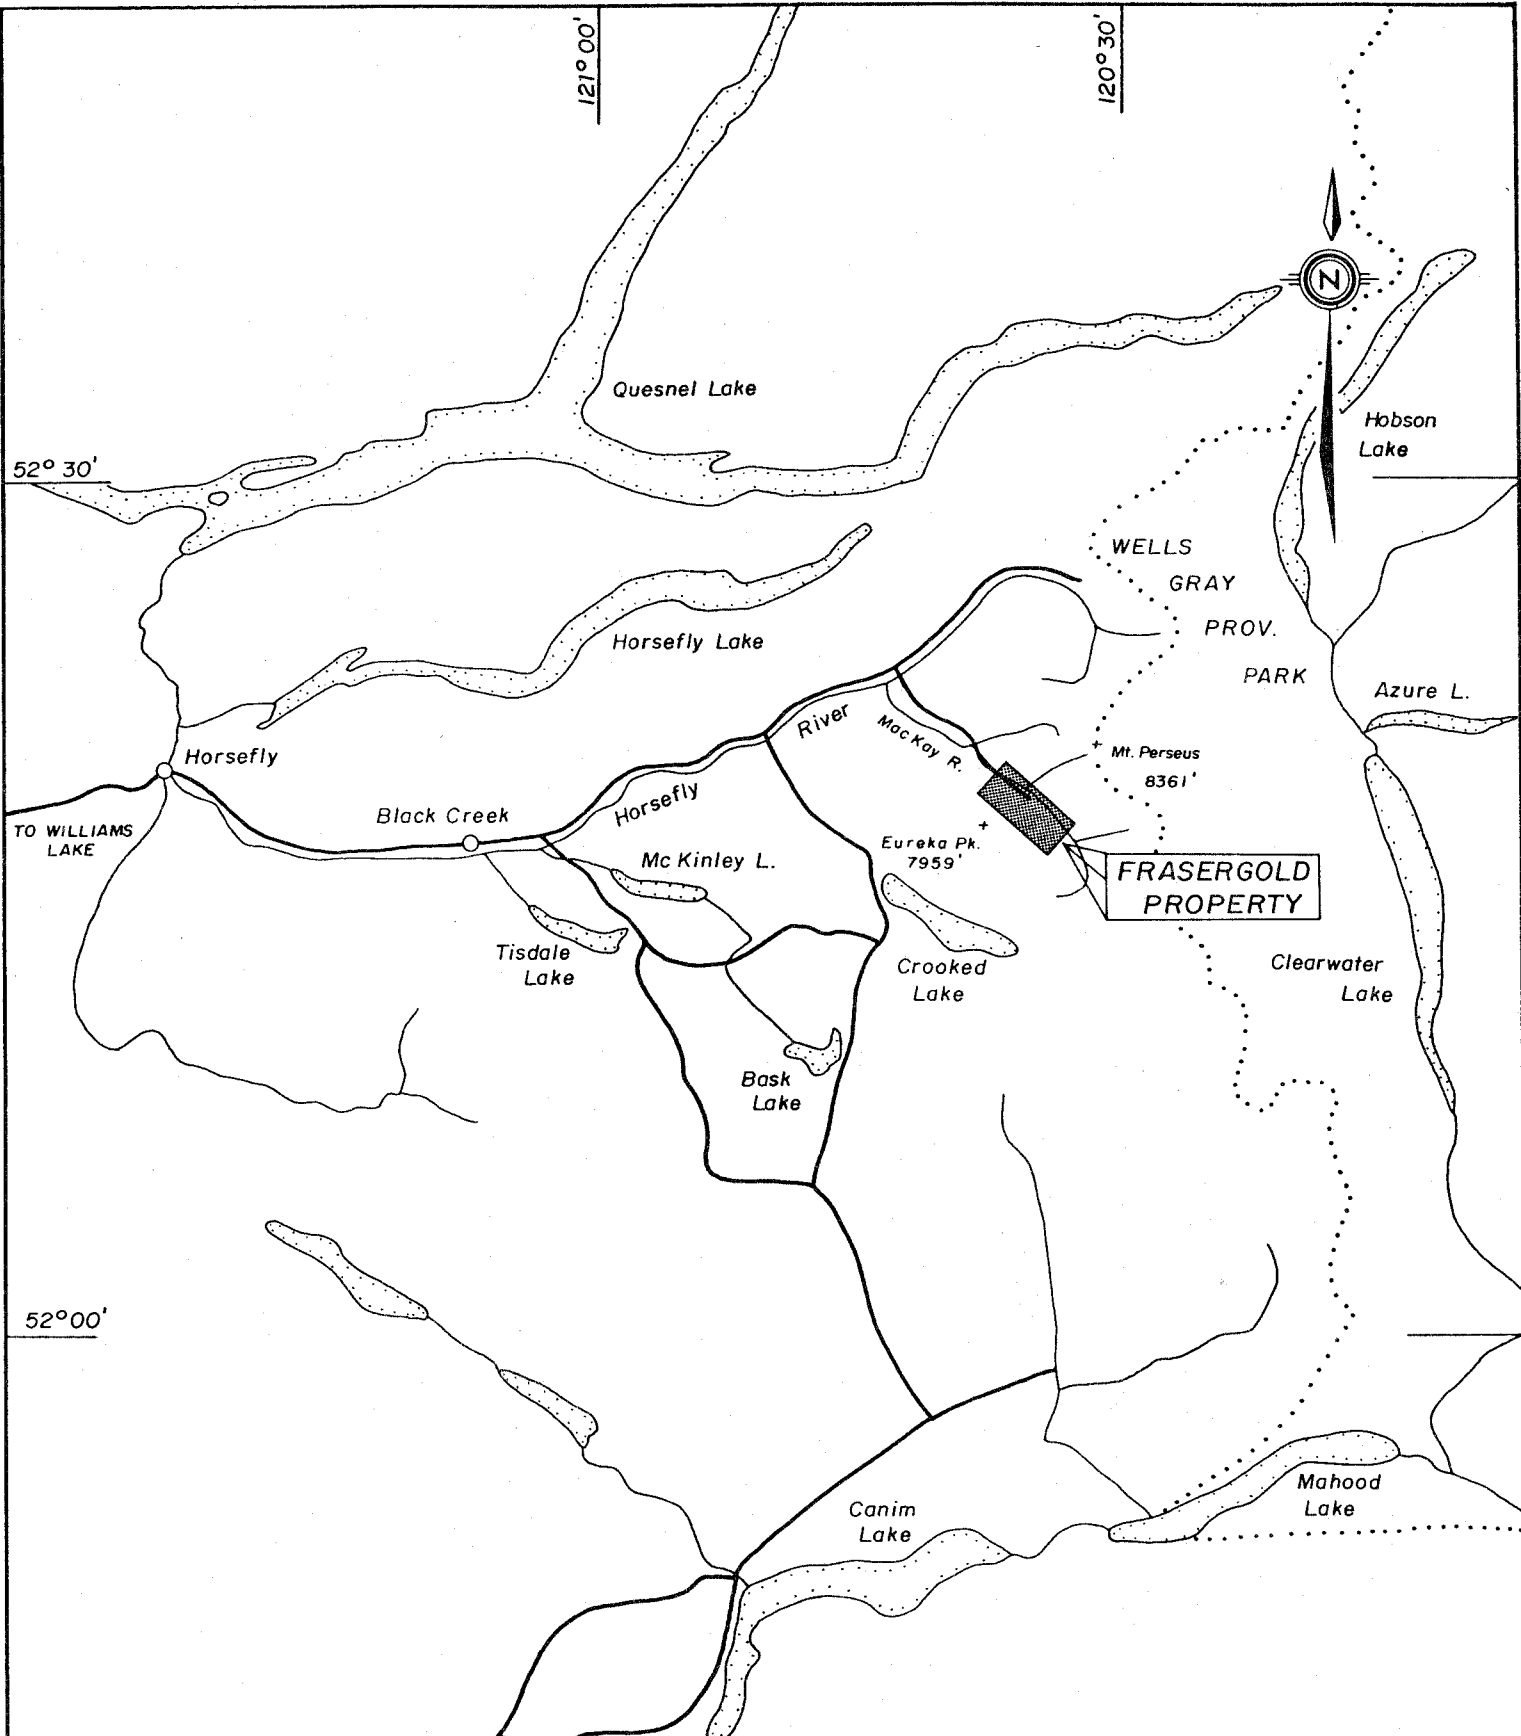 121° 00'
120° 30'
N
Quesnel Lake
Hobson
Lake
52° 30'
WELLS
GRAY
PROV.
PARK
Horsefly Lake
Azure L.
River
MacKay R.
Mt. Perseus
8361'
Horsefly
Horsefly
Black Creek
TO WILLIAMS
LAKE
Eureka Pk.
7959'
Mc Kinley L.
FRASERGOLD
PROPERTY
Tisdale
Lake
Crooked
Lake
Clearwater
Lake
Bask
Lake
52°00'
Mahood
Lake
Canim
Lake